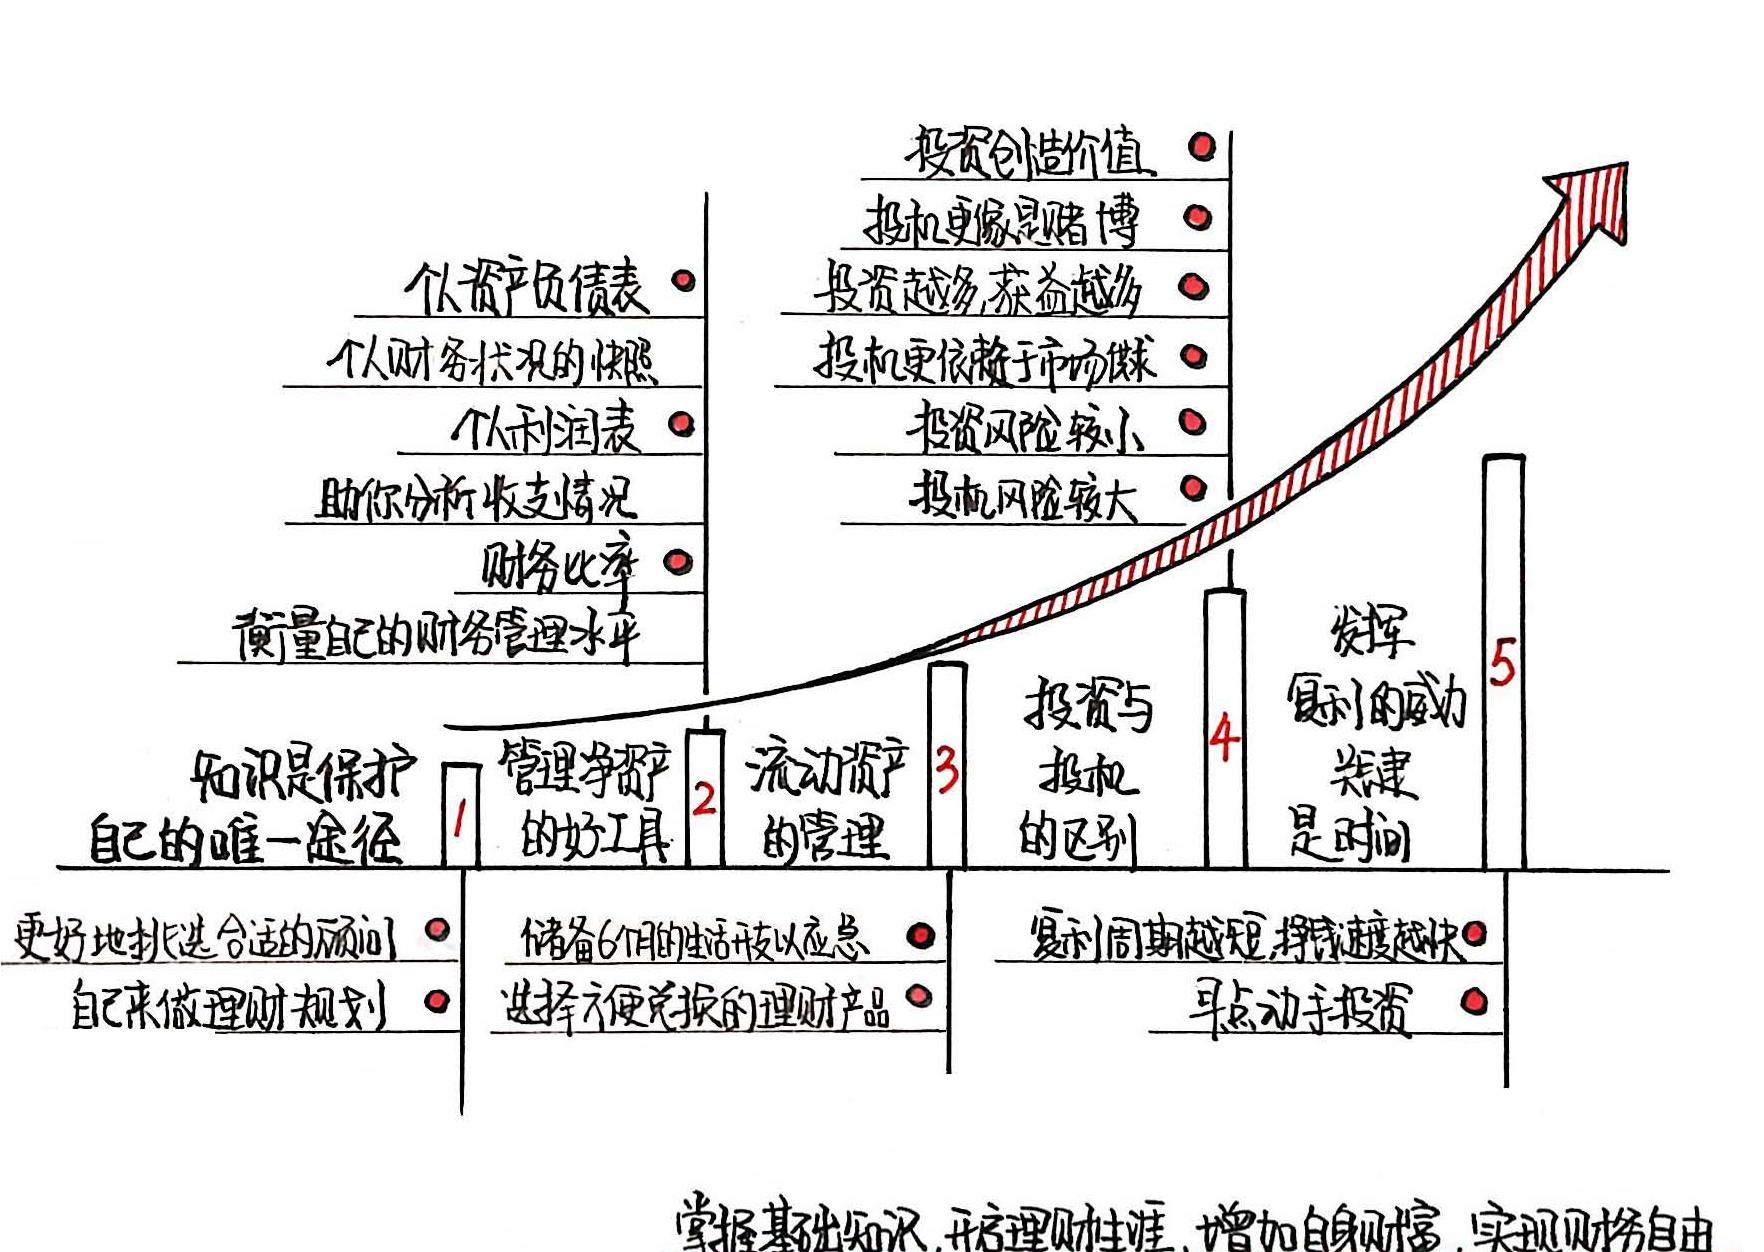 知识是保护
自己的唯一途径
1
更好地挑选合适的顾问
自己来做理财规划
个人资产负债表
个人财务状况的快照
个人利润表
助你分析收支情况
财务比率
衡量自己的财务管理水平
管理净资产
的好工具
2
流动资产
的管理
3
储备6个月的生活开支以应急
选择方便兑换的理财产品
投资创造价值
投机更像是赌博
投资越多,获益越多
投机更依赖于市场供求
投资风险较小
投机风险较大
投资与
投机
的区别
4
发挥
复利的威力
关键
是时间
5
复利周期越短,挣钱速度越快
早点动手投资
掌握基础知识,开启理财生涯,增加自身财富,实现财务自由